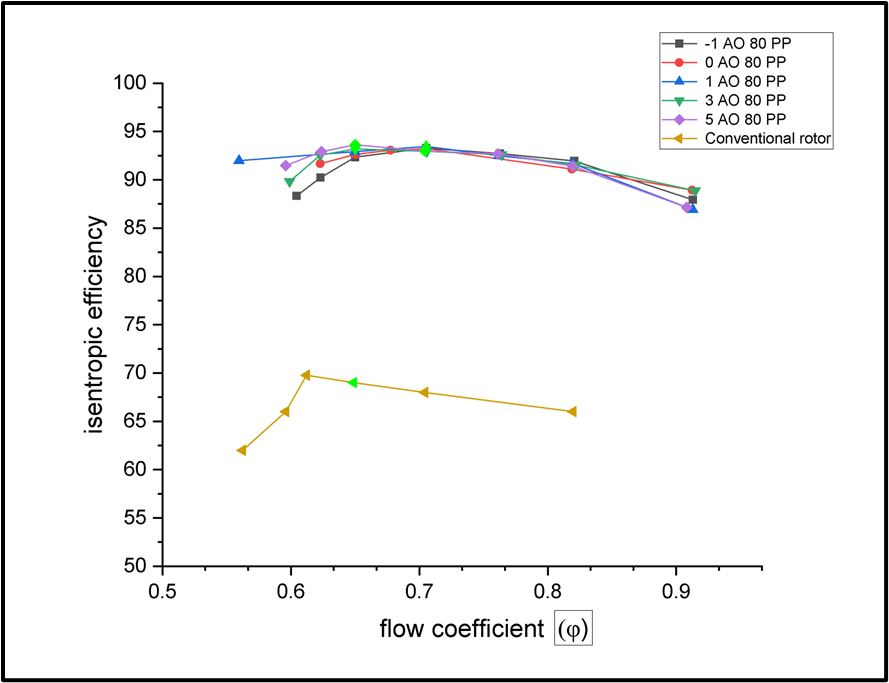 -1 AO 80 PP
0 AO 80 PP
1 AO 80 PP
3 AO 80 PP
5 AO 80 PP
Conventional rotor
100
95
90
85
80
75
70
65
60
55
50
isentropic efficiency
0.5 0.6 0.7 0.8 0.9
flow coefficient (φ)